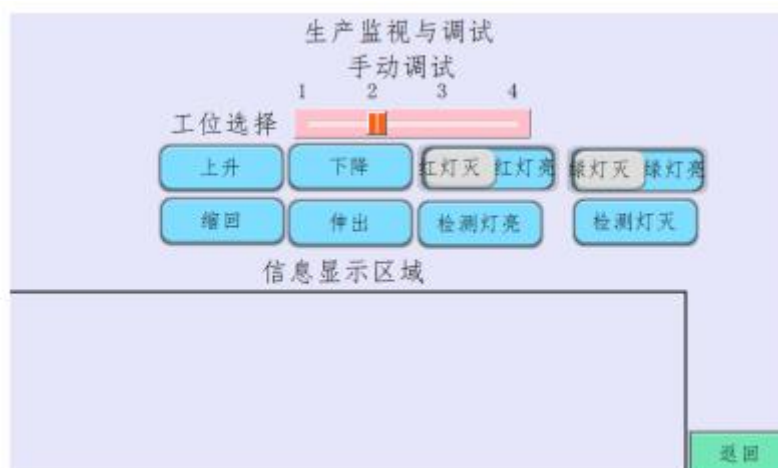 生产监视与调试
手动调试
1 2 3 4
工位选择
上升 下降 红灯灭 红灯亮 绿灯灭 绿灯亮
缩回 伸出 检测灯亮 检测灯灭
信息显示区域
返回